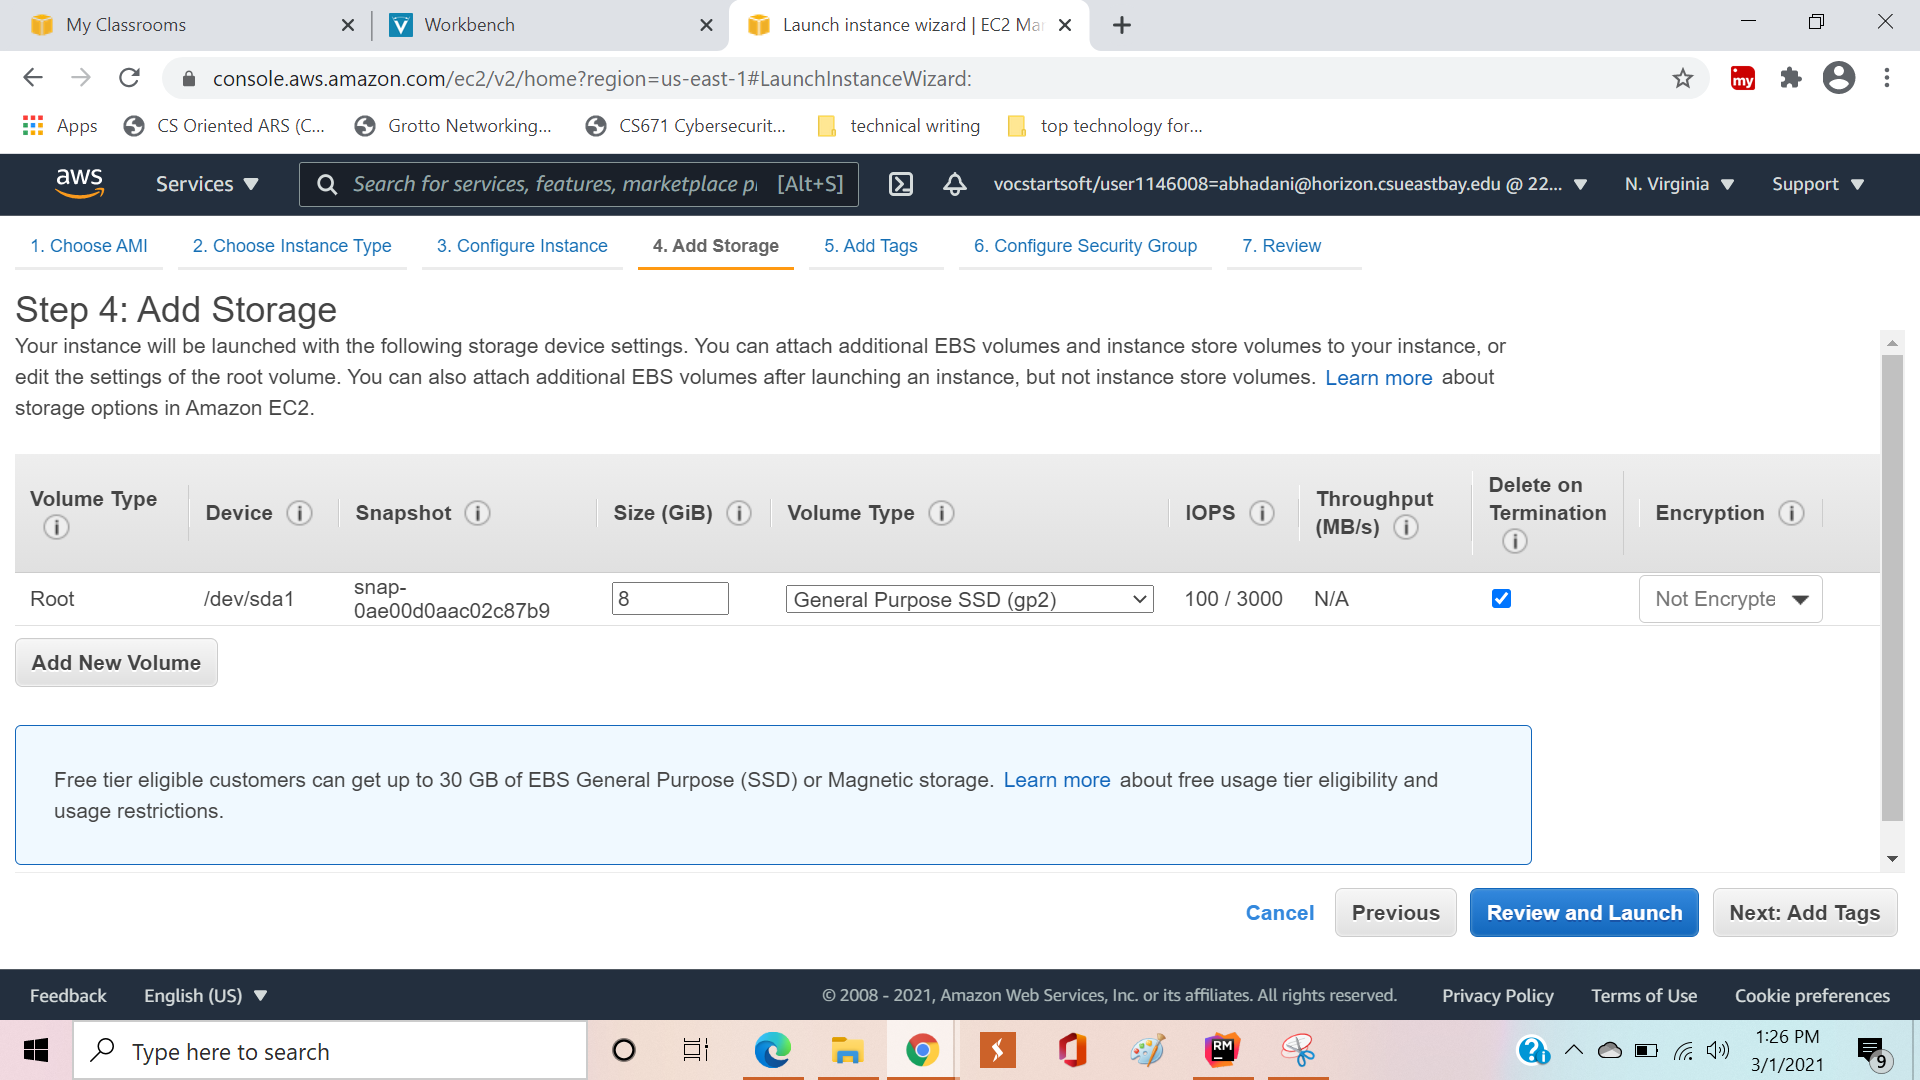 My Classrooms
Workbench
Launch instance wizard | EC2 Ma
console.aws.amazon.com/ec2/v2/home?region=us-east-1#LaunchInstanceWizard:
my
Apps
CS Oriented ARS (C...
Grotto Networking...
CS671 Cybersecurit...
technical writing
top technology for...
aws
Services
Search for services, features, marketplace p [Alt+S]
vocstartsoft/user1146008=abhadani@horizon.csueastbay.edu @ 22...
N. Virginia
Support
1. Choose AMI
2. Choose Instance Type
3. Configure Instance
4. Add Storage
5. Add Tags
6. Configure Security Group
7. Review
Step 4: Add Storage
Your instance will be launched with the following storage device settings. You can attach additional EBS volumes and instance store volumes to your instance, or
edit the settings of the root volume. You can also attach additional EBS volumes after launching an instance, but not instance store volumes. Learn more about
storage options in Amazon EC2.
Volume Type
Device
Snapshot
Size (GiB)
Volume Type
IOPS
Throughput
(MB/s)
Delete on
Termination
Encryption
Root
/dev/sda1
snap-
0ae00d0aac02c87b9
8
General Purpose SSD (gp2)
100 / 3000
N/A
Not Encrypte
Add New Volume
Free tier eligible customers can get up to 30 GB of EBS General Purpose (SSD) or Magnetic storage. Learn more about free usage tier eligibility and
usage restrictions.
Cancel
Previous
Review and Launch
Next: Add Tags
Feedback
English (US)
© 2008 - 2021, Amazon Web Services, Inc. or its affiliates. All rights reserved.
Privacy Policy
Terms of Use
Cookie preferences
Type here to search
RM
1:26 PM
3/1/2021
9